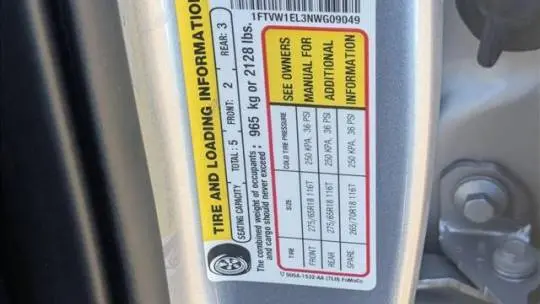 1FTVW1EL3NWG09049
TIRE AND LOADING INFORMATION
SEATING CAPACITY TOTAL: 5 FRONT: 2 REAR: 3
The combined weight of occupants
and cargo should never exceed : 965 kg or 2128 lbs.
TIRE SIZE COLD TIRE PRESSURE
FRONT 275/65R18 116T 250 KPA, 36 PSI
REAR 275/65R18 116T 250 KPA, 36 PSI
SPARE 265/70R18 116T 250 KPA, 36 PSI
SEE OWNERS
MANUAL FOR
ADDITIONAL
INFORMATION